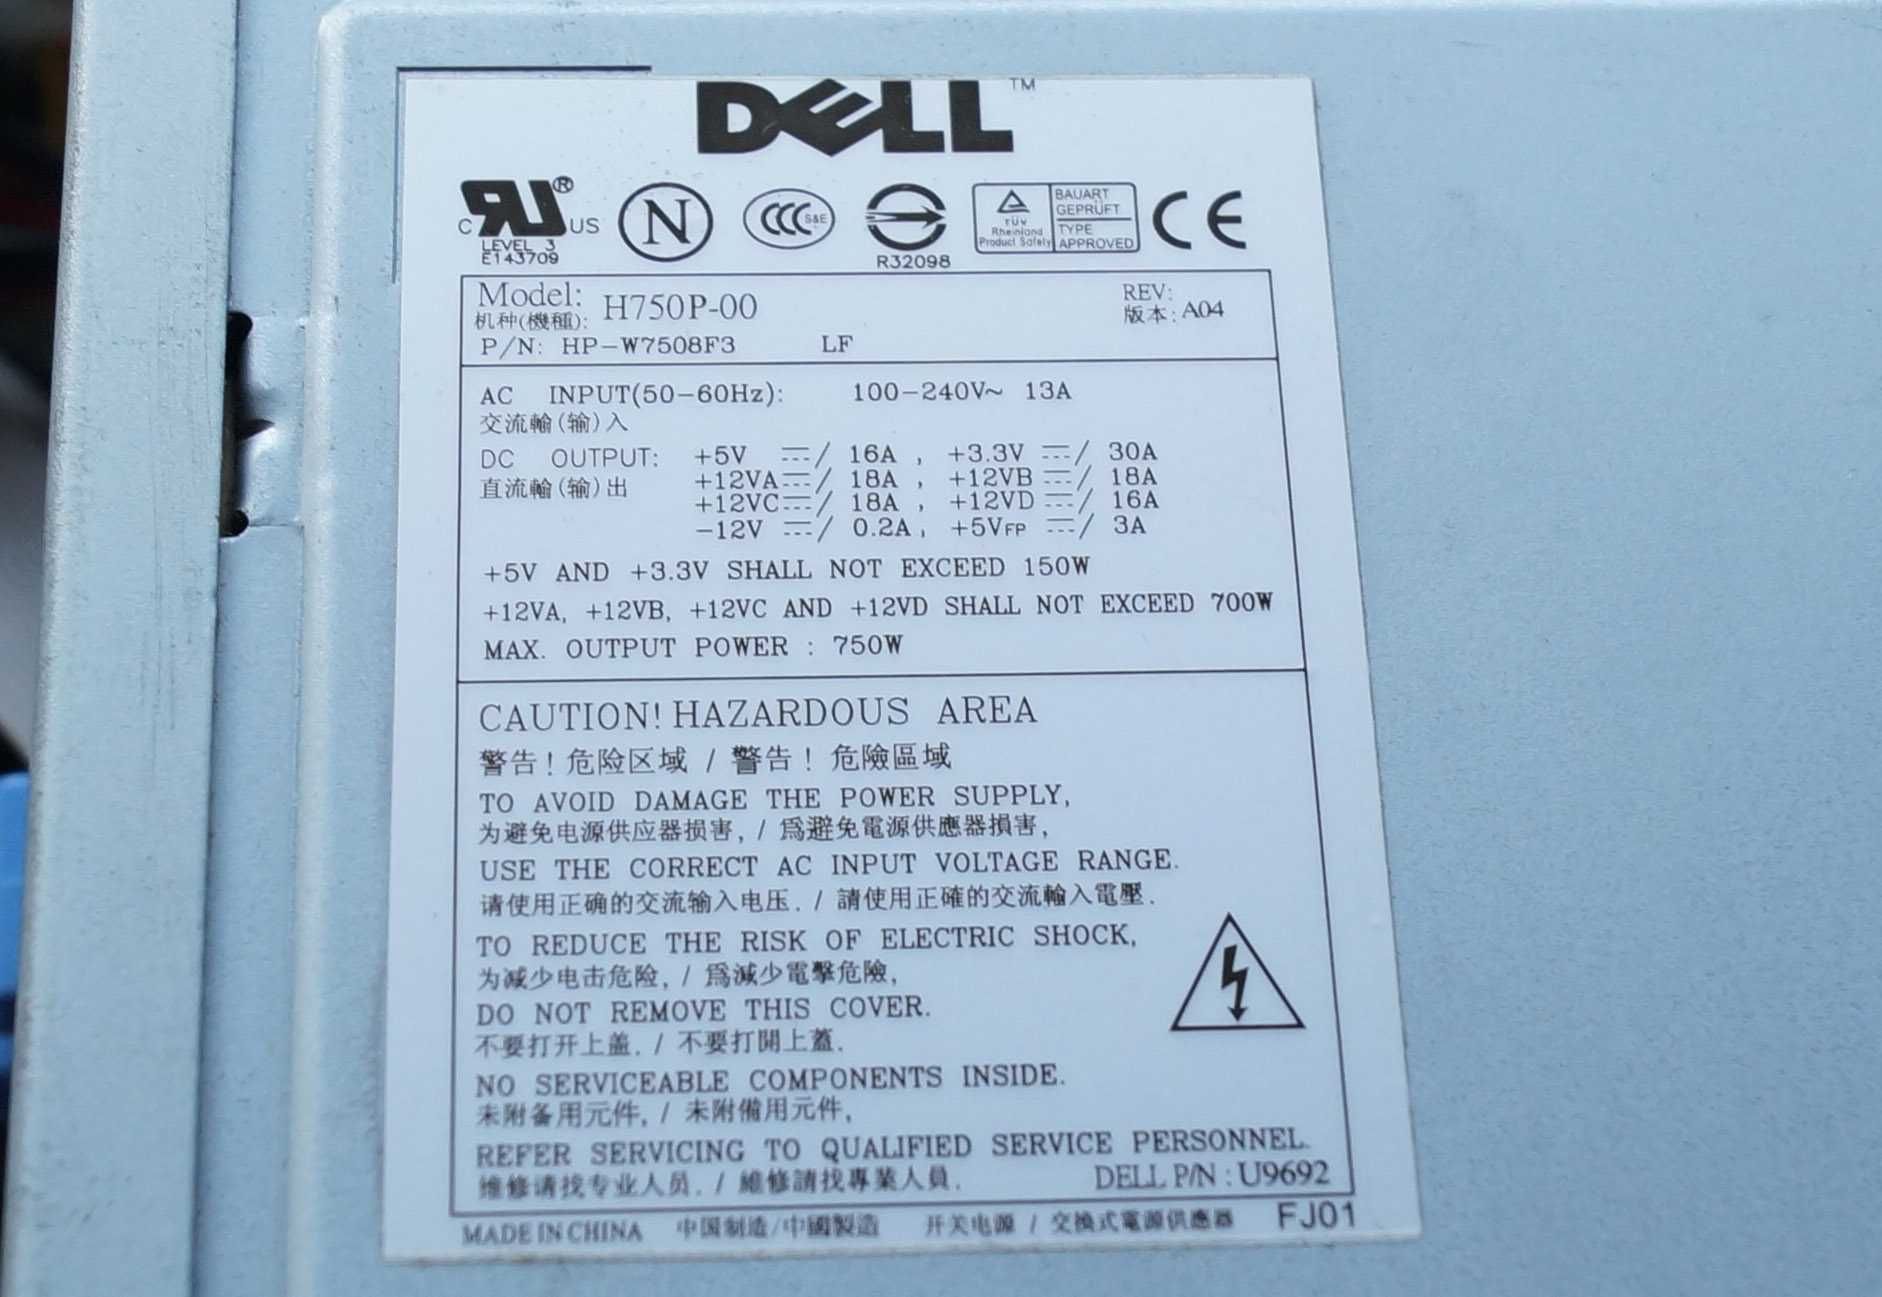 DELL™
C RU® US
LEVEL 3
E143709
N
CCC S&E
R32098
TÜV Rheinland Product Safety
BAUART GEPRÜFT
TYPE APPROVED
CE
Model: H750P-00
机种(機種):
REV: A04
版本:
P/N: HP-W7508F3 LF
AC INPUT(50-60Hz): 100-240V~ 13A
交流輸(输)入
DC OUTPUT: +5V ⎓/ 16A , +3.3V ⎓/ 30A
直流輸(输)出 +12VA⎓/ 18A , +12VB⎓/ 18A
+12VC⎓/ 18A , +12VD⎓/ 16A
-12V ⎓/ 0.2A , +5VFP ⎓/ 3A
+5V AND +3.3V SHALL NOT EXCEED 150W
+12VA, +12VB, +12VC AND +12VD SHALL NOT EXCEED 700W
MAX. OUTPUT POWER : 750W
CAUTION! HAZARDOUS AREA
警告! 危险区域 / 警告! 危險區域
TO AVOID DAMAGE THE POWER SUPPLY,
为避免电源供应器损害, / 爲避免電源供應器損害,
USE THE CORRECT AC INPUT VOLTAGE RANGE.
请使用正确的交流输入电压. / 請使用正確的交流輸入電壓.
TO REDUCE THE RISK OF ELECTRIC SHOCK,
为减少电击危险, / 爲減少電擊危險,
DO NOT REMOVE THIS COVER.
不要打开上盖. / 不要打開上蓋.
NO SERVICEABLE COMPONENTS INSIDE.
未附备用元件, / 未附備用元件,
REFER SERVICING TO QUALIFIED SERVICE PERSONNEL.
维修请找专业人员. / 維修請找專業人員.
DELL P/N : U9692
MADE IN CHINA 中国制造/中國製造 开关电源 / 交換式電源供應器 FJ01